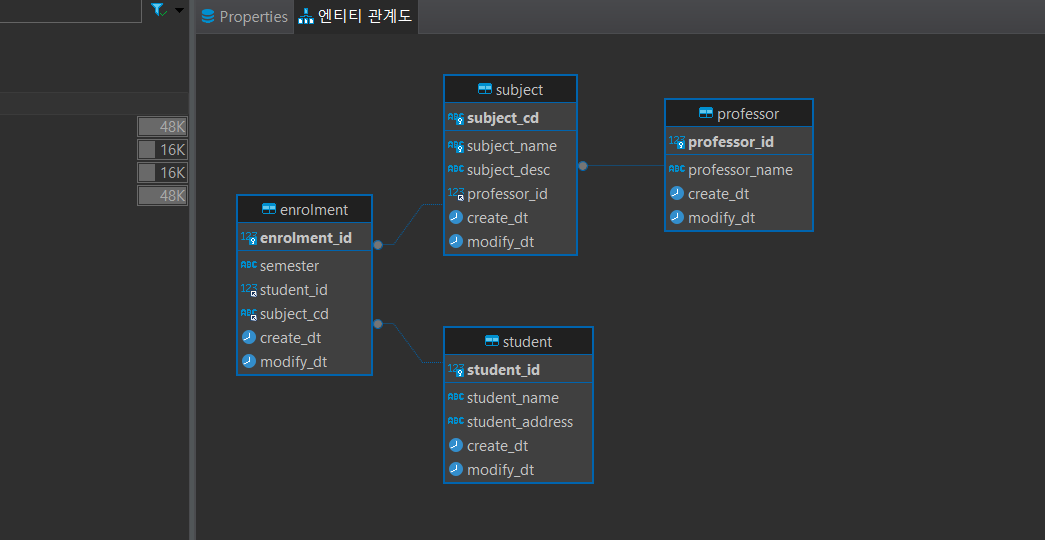 Properties
엔티티 관계도
48K
16K
16K
48K
enrolment
enrolment_id
semester
student_id
subject_cd
create_dt
modify_dt
subject
subject_cd
subject_name
subject_desc
professor_id
create_dt
modify_dt
professor
professor_id
professor_name
create_dt
modify_dt
student
student_id
student_name
student_address
create_dt
modify_dt